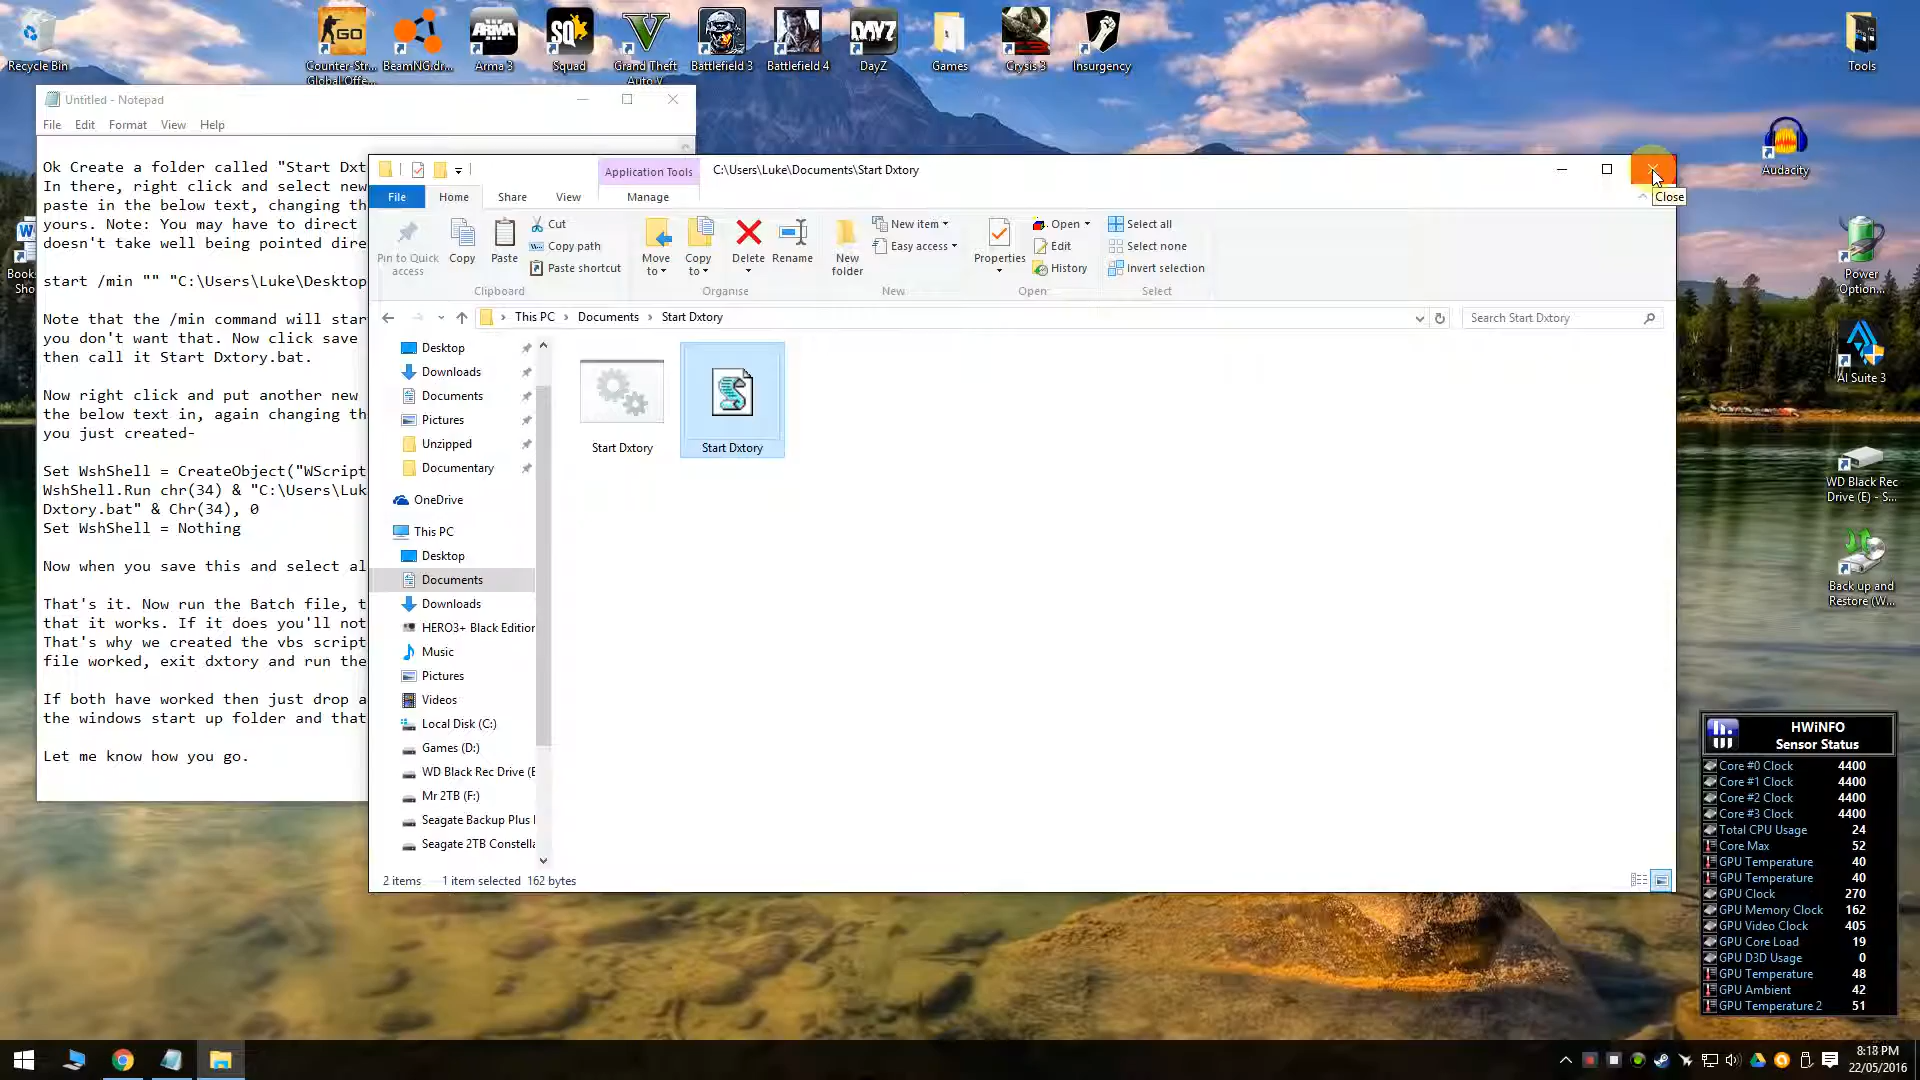 Recycle Bin
Counter-Str...
Global Offe...
BeamNG.dr...
Arma 3
Squad
Grand Theft
Auto V
Battlefield 3
Battlefield 4
DayZ
Games
Crysis 3
Insurgency
Tools
Untitled - Notepad
File Edit Format View Help
Ok Create a folder called "Start Dxt
In there, right click and select new
paste in the below text, changing th
yours. Note: You may have to direct
doesn't take well being pointed dire
start /min "" "C:\Users\Luke\Desktop
Note that the /min command will star
you don't want that. Now click save
then call it Start Dxtory.bat.
Now right click and put another new
the below text in, again changing th
you just created-
Set WshShell = CreateObject("WScript
WshShell.Run chr(34) & "C:\Users\Luk
Dxtory.bat" & Chr(34), 0
Set WshShell = Nothing
Now when you save this and select al
That's it. Now run the Batch file, t
that it works. If it does you'll not
That's why we created the vbs script
file worked, exit dxtory and run the
If both have worked then just drop a
the windows start up folder and that
Let me know how you go.
Application Tools
C:\Users\Luke\Documents\Start Dxtory
Close
File Home Share View Manage
Pin to Quick
access
Copy
Paste
Cut
Copy path
Paste shortcut
Clipboard
Move
to
Copy
to
Delete
Rename
Organise
New
folder
New item
Easy access
New
Properties
Open
Edit
History
Open
Select all
Select none
Invert selection
Select
This PC > Documents > Start Dxtory
Search Start Dxtory
Desktop
Downloads
Documents
Pictures
Unzipped
Documentary
OneDrive
This PC
Desktop
Documents
Downloads
HERO3+ Black Edition
Music
Pictures
Videos
Local Disk (C:)
Games (D:)
WD Black Rec Drive (E
Mr 2TB (F:)
Seagate Backup Plus
Seagate 2TB Constella
Start Dxtory
Start Dxtory
2 items 1 item selected 162 bytes
Books
Sho
Audacity
Power
Option...
AI Suite 3
WD Black Rec
Drive (E) - S...
Back up and
Restore (W...
HWiNFO
Sensor Status
Core #0 Clock 4400
Core #1 Clock 4400
Core #2 Clock 4400
Core #3 Clock 4400
Total CPU Usage 24
Core Max 52
GPU Temperature 40
GPU Temperature 40
GPU Clock 270
GPU Memory Clock 162
GPU Video Clock 405
GPU Core Load 19
GPU D3D Usage 0
GPU Temperature 48
GPU Ambient 42
GPU Temperature 2 51
8:18 PM
22/05/2016